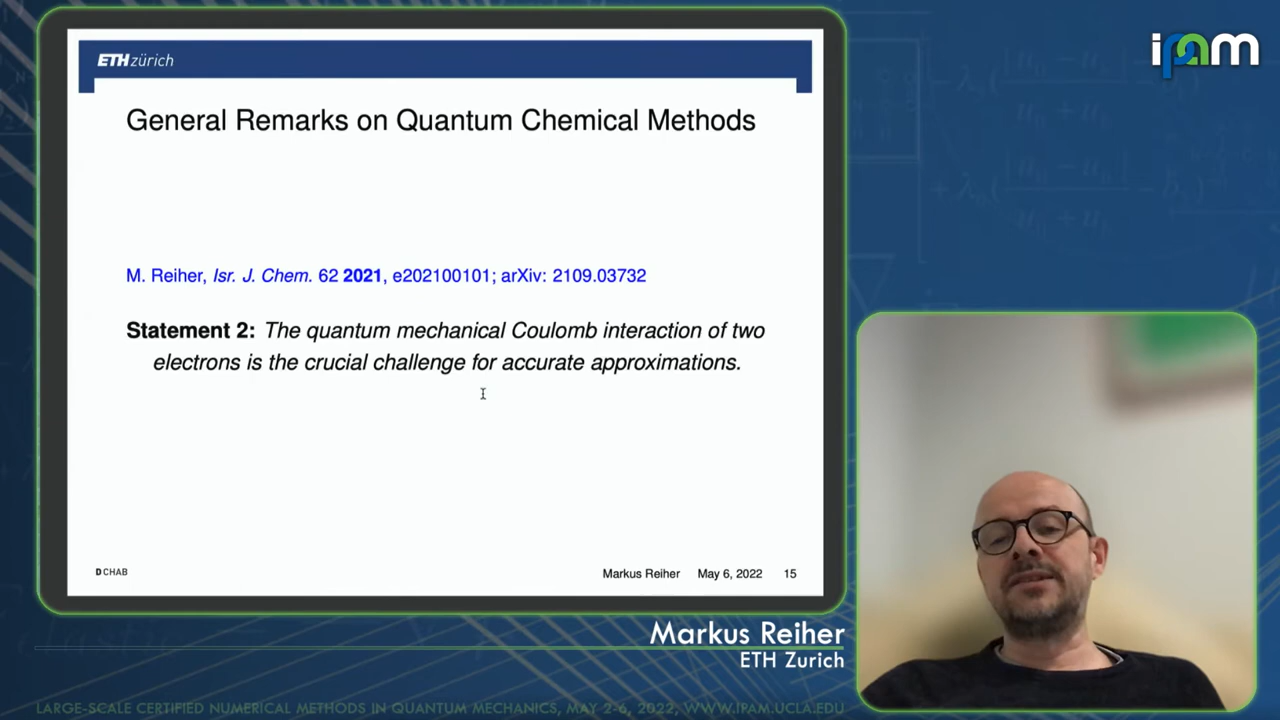 ETH zürich
ipam
General Remarks on Quantum Chemical Methods
M. Reiher, Isr. J. Chem. 62 2021, e202100101; arXiv: 2109.03732
Statement 2: The quantum mechanical Coulomb interaction of two
electrons is the crucial challenge for accurate approximations.
D CHAB
Markus Reiher May 6, 2022 15
Markus Reiher
ETH Zurich
LARGE-SCALE CERTIFIED NUMERICAL METHODS IN QUANTUM MECHANICS, MAY 2-6, 2022, WWW.IPAM.UCLA.EDU